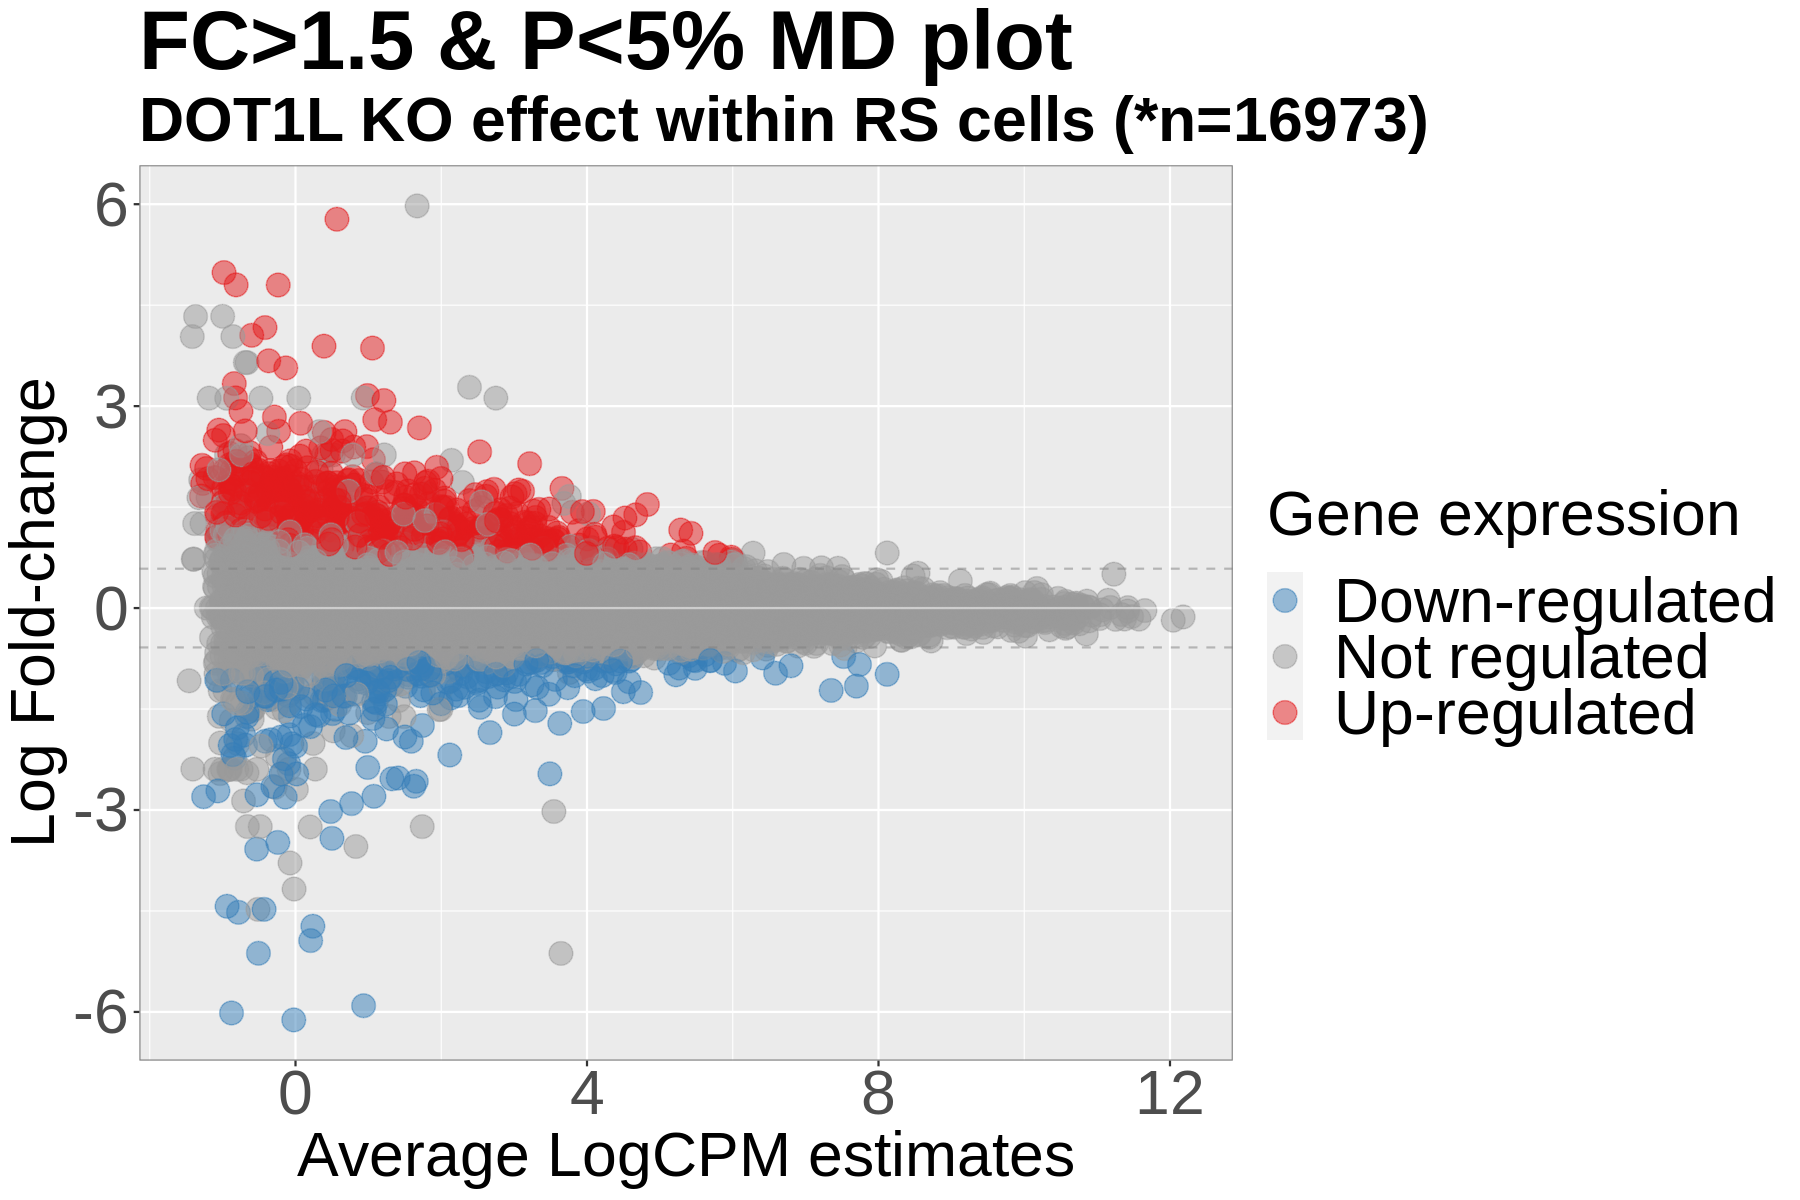 FC>1.5 & P<5% MD plot
DOT1L KO effect within RS cells (*n=16973)
Log Fold-change
6
3
0
-3
-6
0 4 8 12
Average LogCPM estimates
Gene expression
Down-regulated
Not regulated
Up-regulated